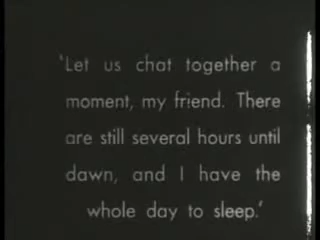 'Let us chat together a
moment, my friend. There
are still several hours until
dawn, and I have the
whole day to sleep.'